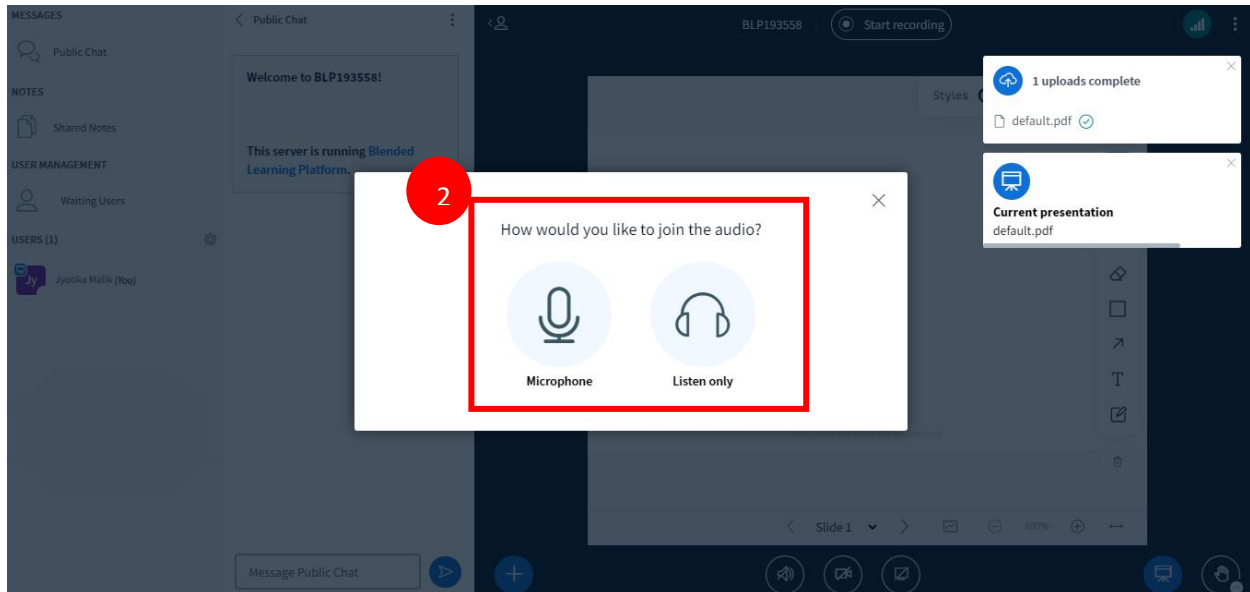 MESSAGES
Public Chat
NOTES
Shared Notes
USER MANAGEMENT
Waiting Users
USERS (1)
Jy
Jyotika Malik (You)
Public Chat
Welcome to BLP193558!
This server is running Blended
Learning Platform.
Message Public Chat
BLP193558
Start recording
Styles
2
How would you like to join the audio?
Microphone
Listen only
1 uploads complete
default.pdf
Current presentation
default.pdf
T
Slide 1
100%